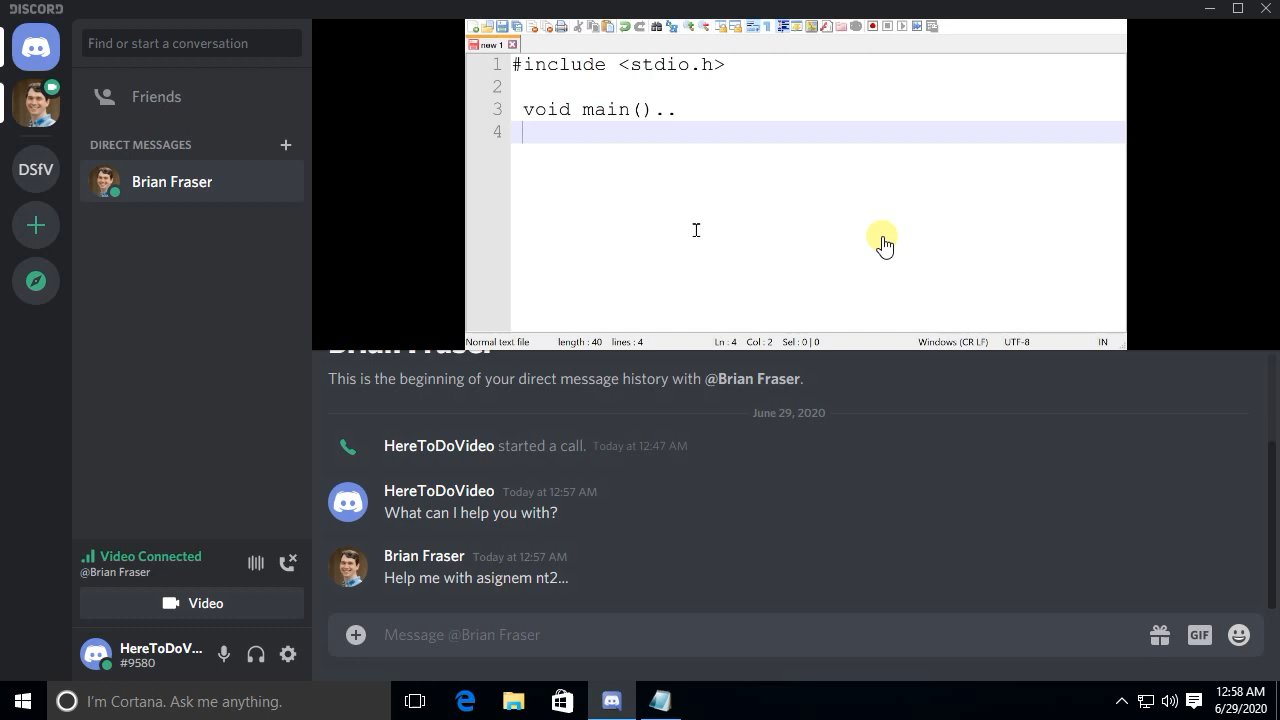 DISCORD
Find or start a conversation
Friends
DIRECT MESSAGES
Brian Fraser
DSfV
new 1
1 #include <stdio.h>
2
3 void main()..
4
Normal text file length : 40 lines : 4 Ln : 4 Col : 2 Sel : 0 | 0 Windows (CR LF) UTF-8 IN
Brian Fraser
This is the beginning of your direct message history with @Brian Fraser.
June 29, 2020
HereToDoVideo started a call. Today at 12:47 AM
HereToDoVideo Today at 12:57 AM
What can I help you with?
Brian Fraser Today at 12:57 AM
Help me with asignem nt2...
Video Connected
@Brian Fraser
Video
HereToDoV...
#9580
Message @Brian Fraser
GIF
I'm Cortana. Ask me anything.
12:58 AM
6/29/2020